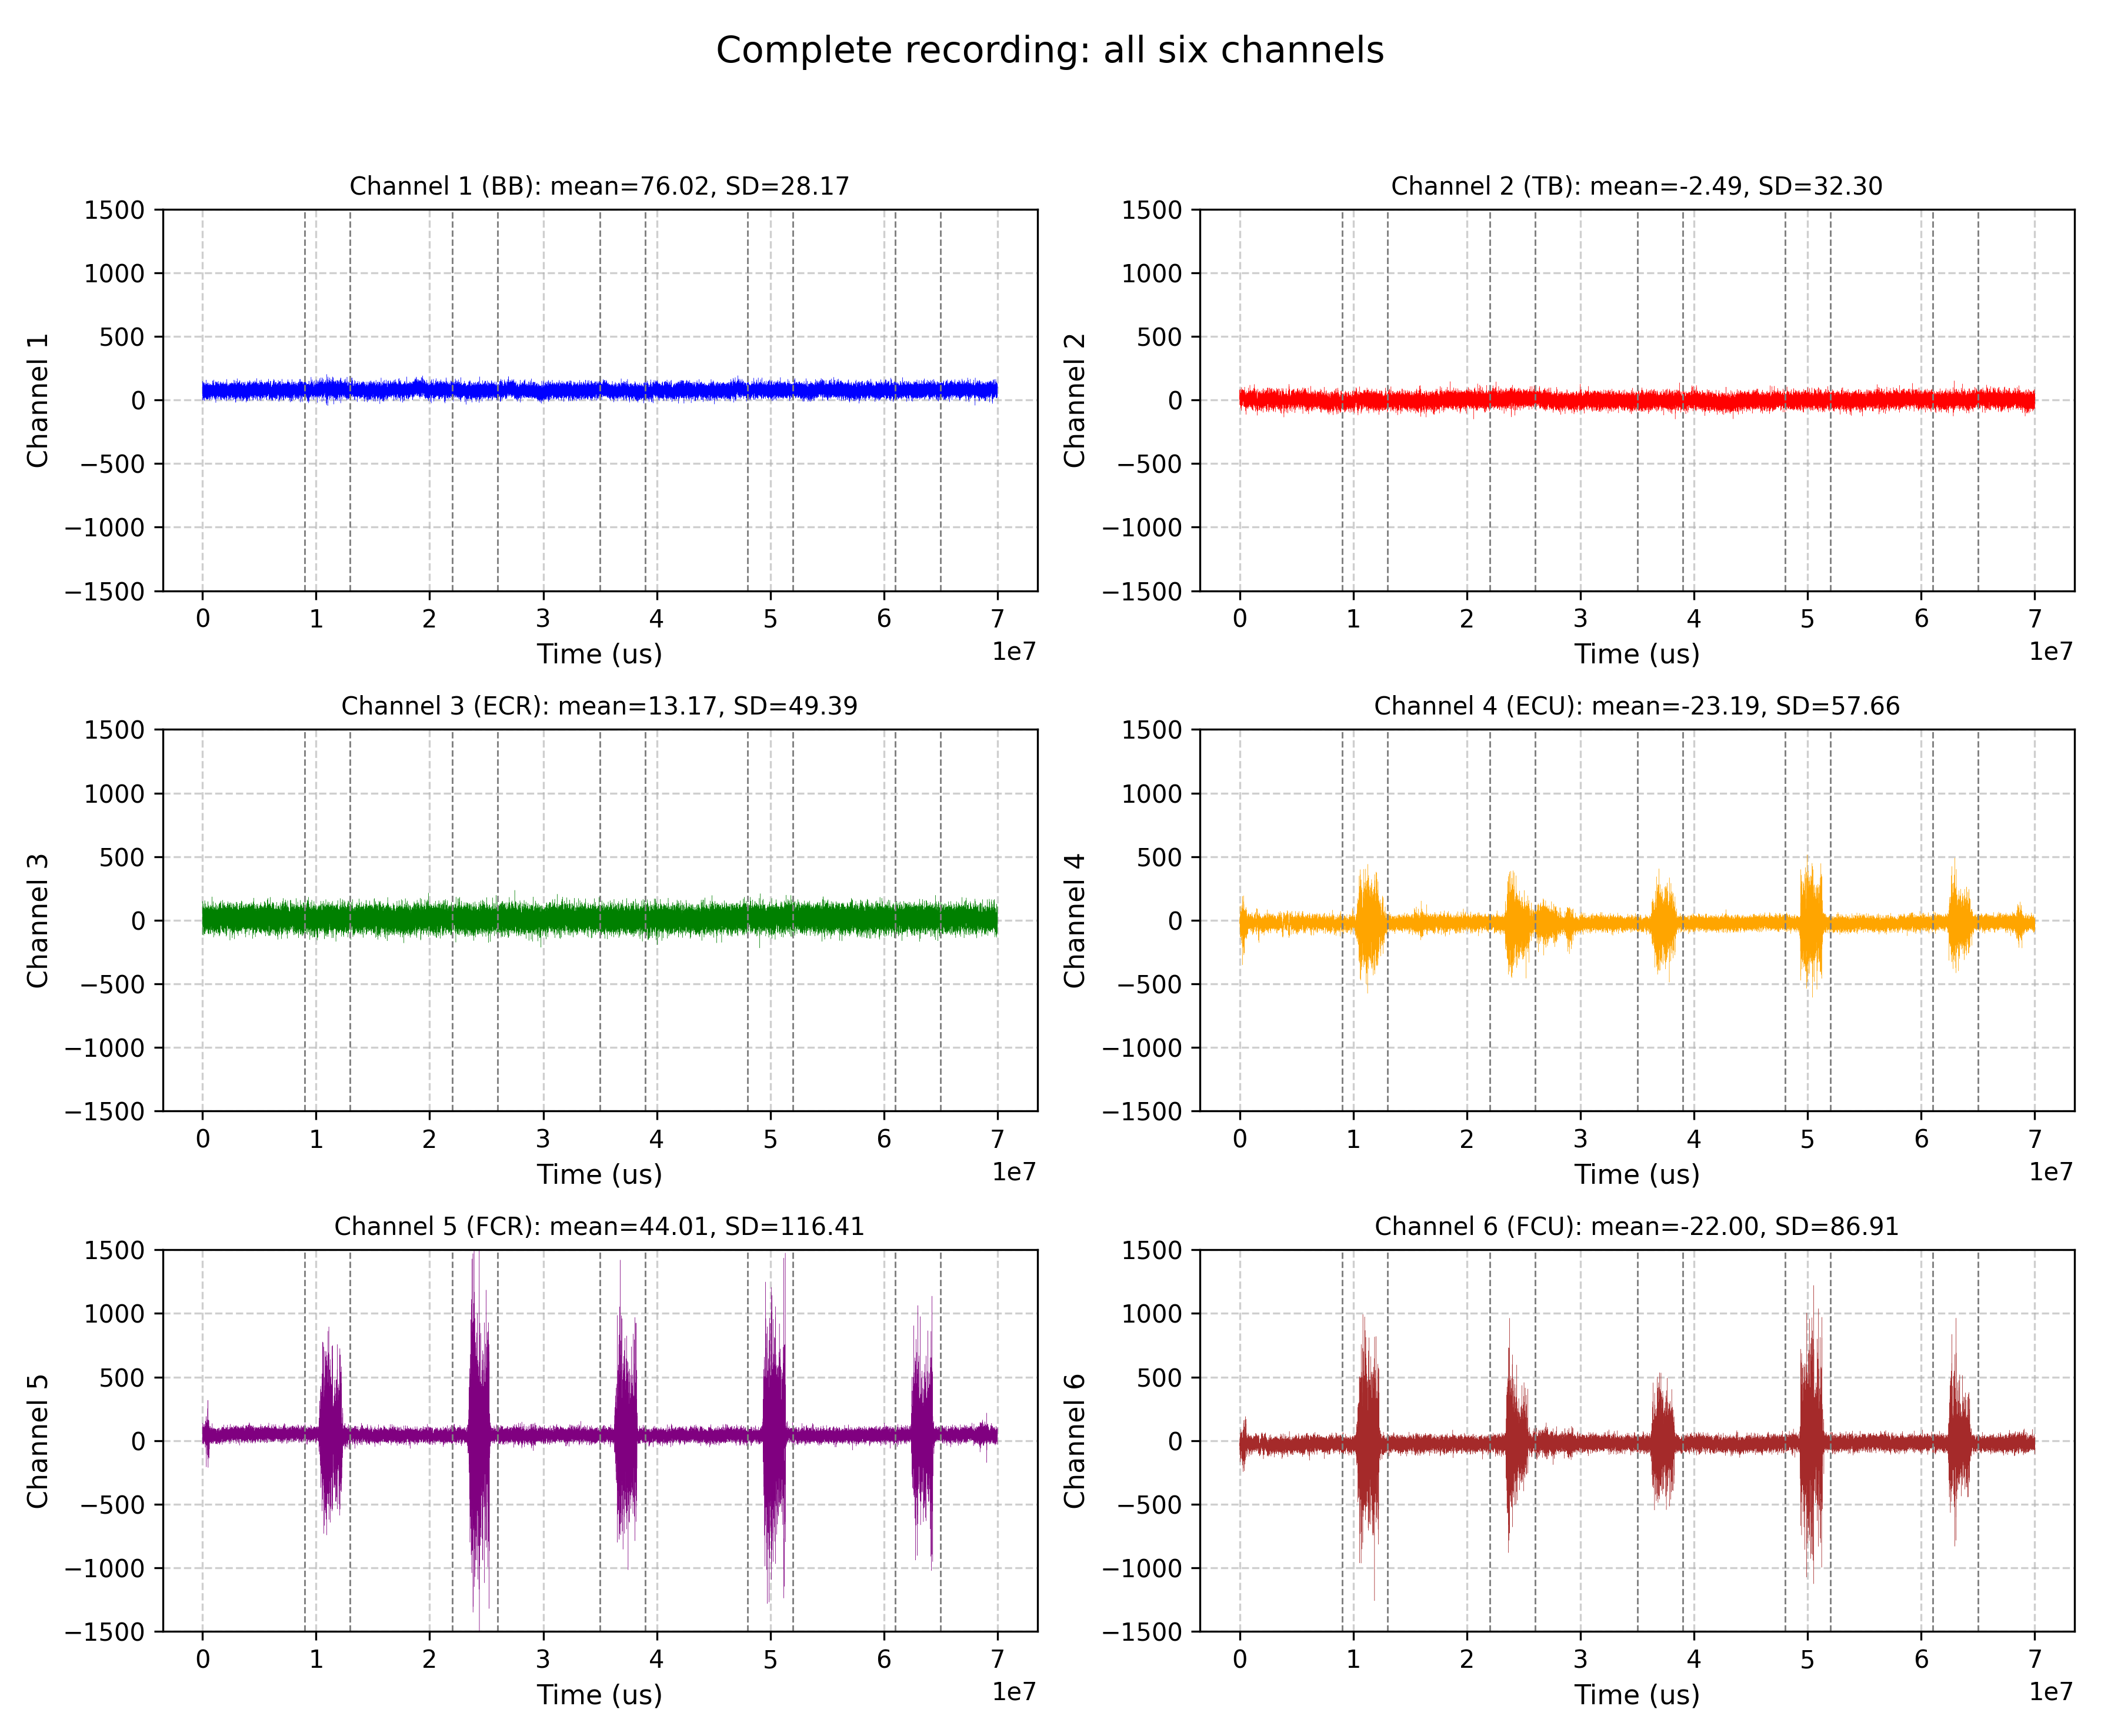 Complete recording: all six channels
Channel 1 (BB): mean=76.02, SD=28.17
1500
1000
500
0
−500
−1000
−1500
Channel 1
0 1 2 3 4 5 6 7
Time (us)
1e7
Channel 2 (TB): mean=-2.49, SD=32.30
1500
1000
500
0
−500
−1000
−1500
Channel 2
0 1 2 3 4 5 6 7
Time (us)
1e7
Channel 3 (ECR): mean=13.17, SD=49.39
1500
1000
500
0
−500
−1000
−1500
Channel 3
0 1 2 3 4 5 6 7
Time (us)
1e7
Channel 4 (ECU): mean=-23.19, SD=57.66
1500
1000
500
0
−500
−1000
−1500
Channel 4
0 1 2 3 4 5 6 7
Time (us)
1e7
Channel 5 (FCR): mean=44.01, SD=116.41
1500
1000
500
0
−500
−1000
−1500
Channel 5
0 1 2 3 4 5 6 7
Time (us)
1e7
Channel 6 (FCU): mean=-22.00, SD=86.91
1500
1000
500
0
−500
−1000
−1500
Channel 6
0 1 2 3 4 5 6 7
Time (us)
1e7